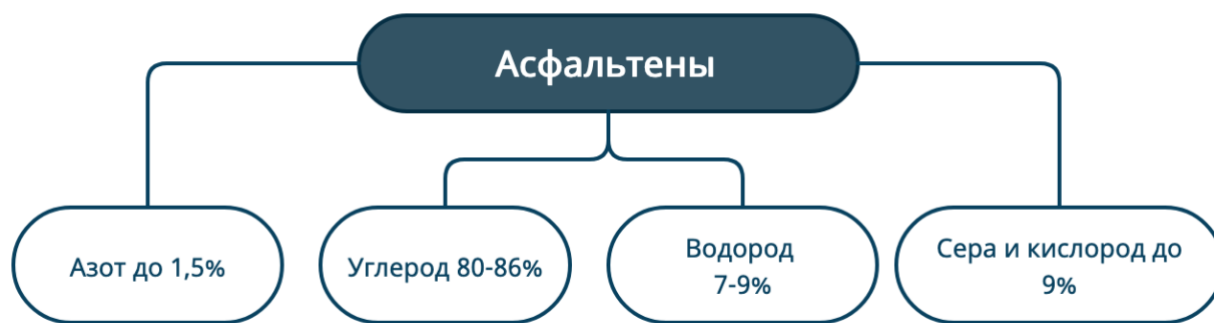 Асфальтены
Азот до 1,5%
Углерод 80-86%
Водород
7-9%
Сера и кислород до
9%